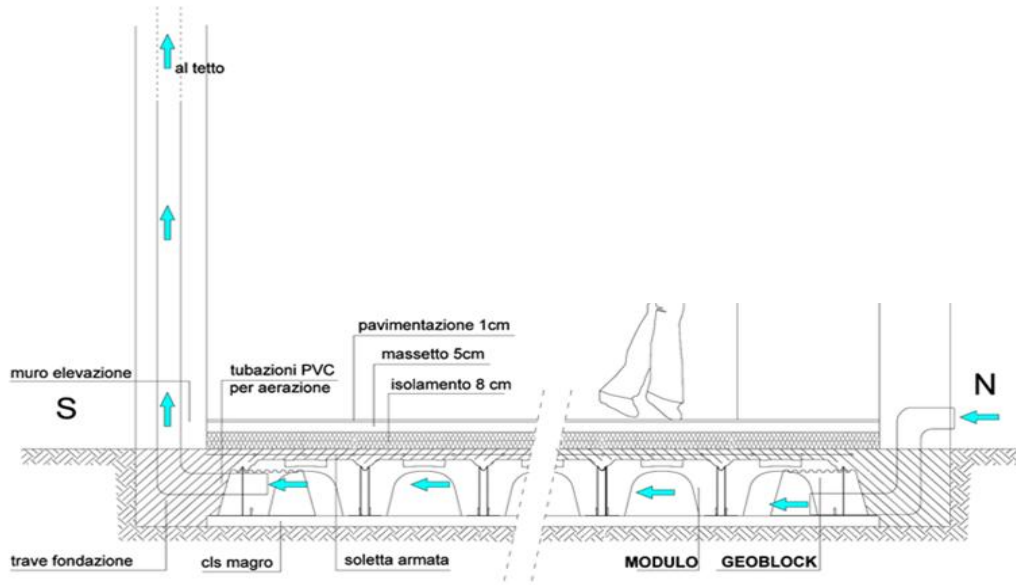 al tetto
pavimentazione 1cm
massetto 5cm
isolamento 8 cm
tubazioni PVC
per aerazione
muro elevazione
S
N
trave fondazione
cls magro
soletta armata
MODULO
GEOBLOCK